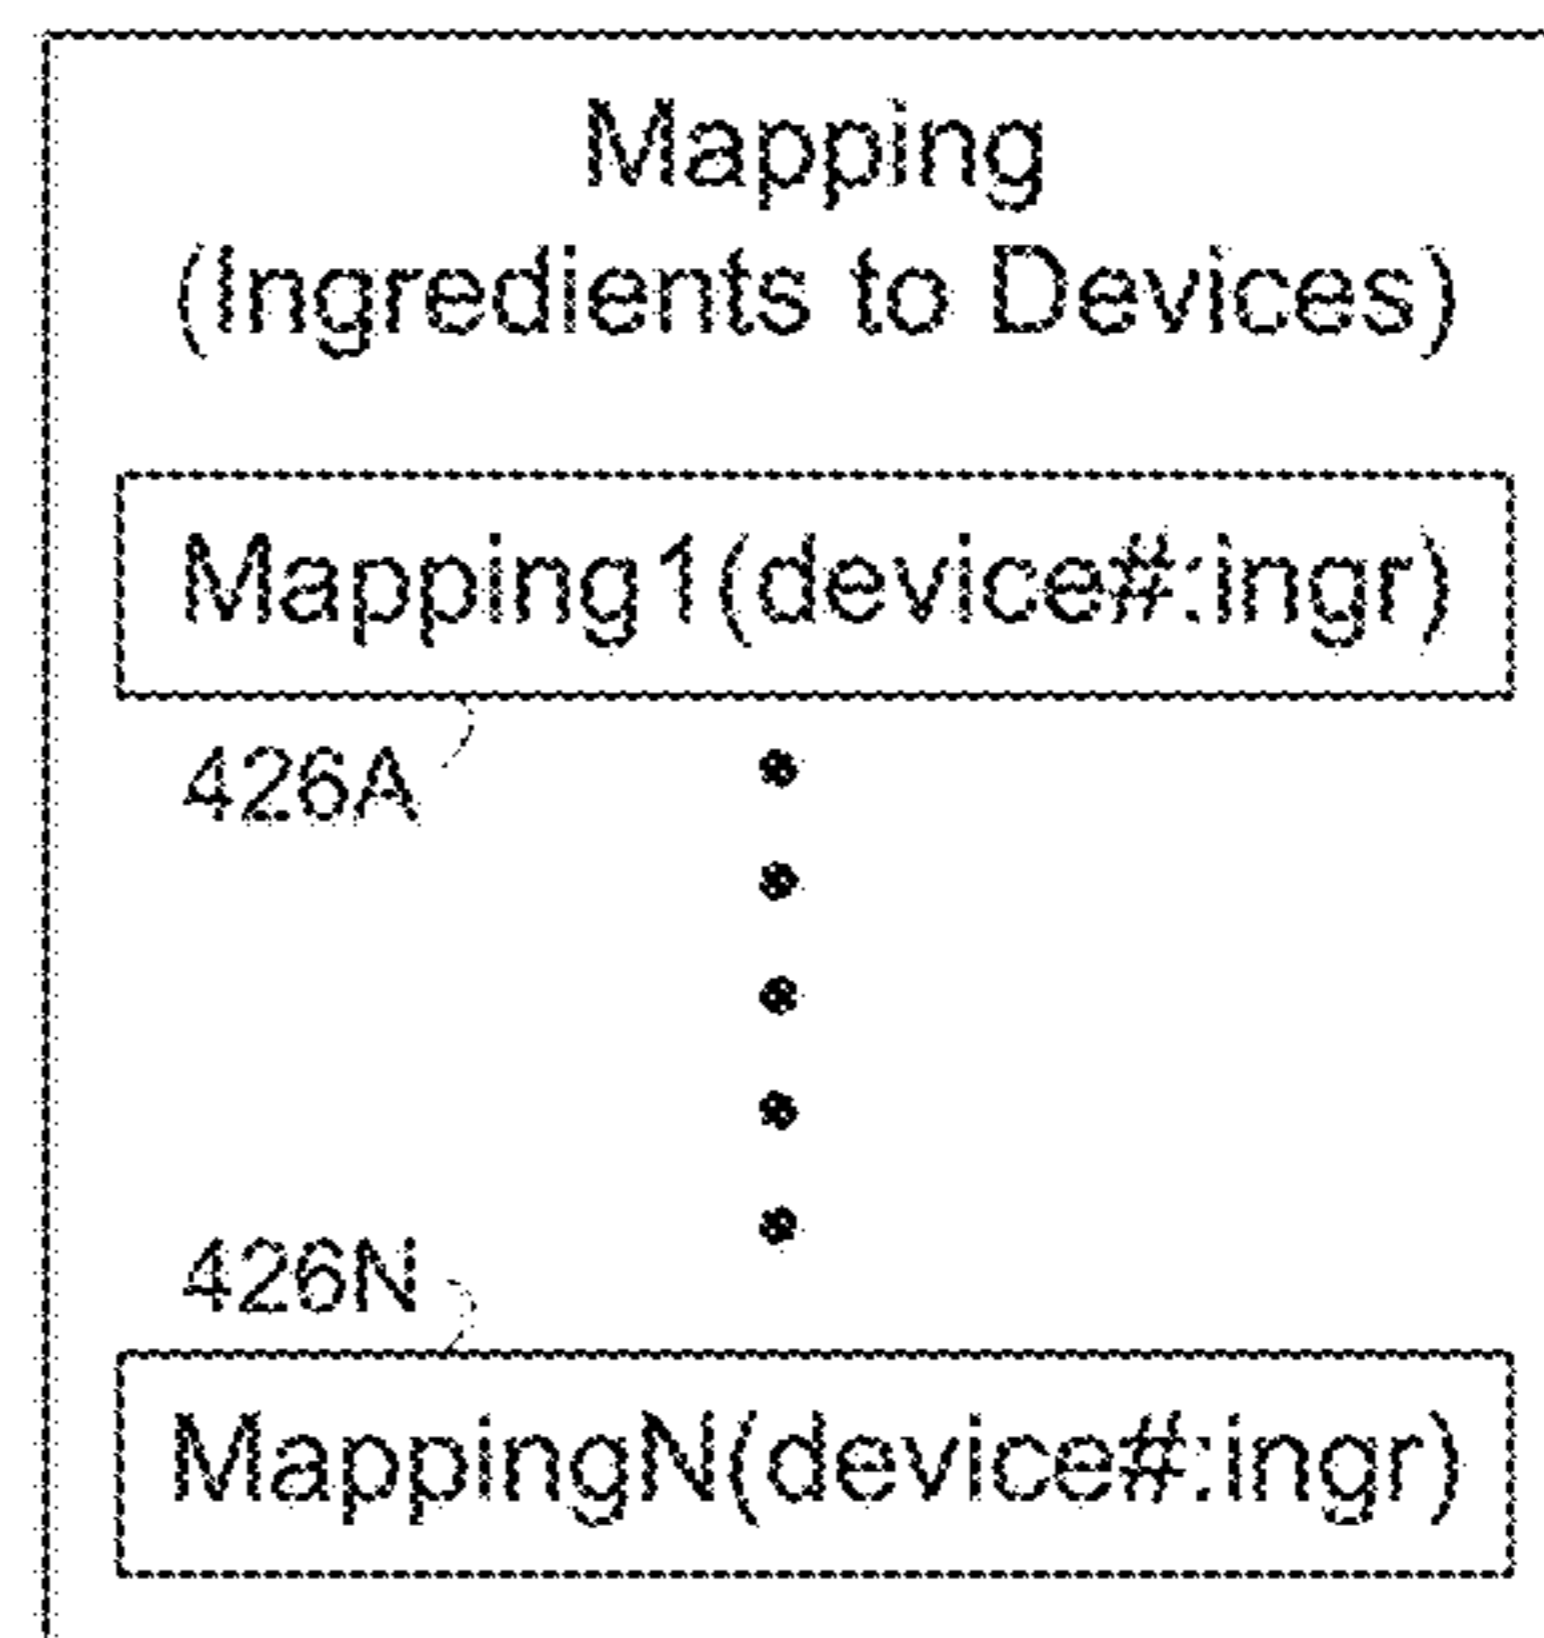 Mapping
(Ingredients to Devices)
Mapping1(device#:ingr)
426A
426N
MappingN(device#:ingr)